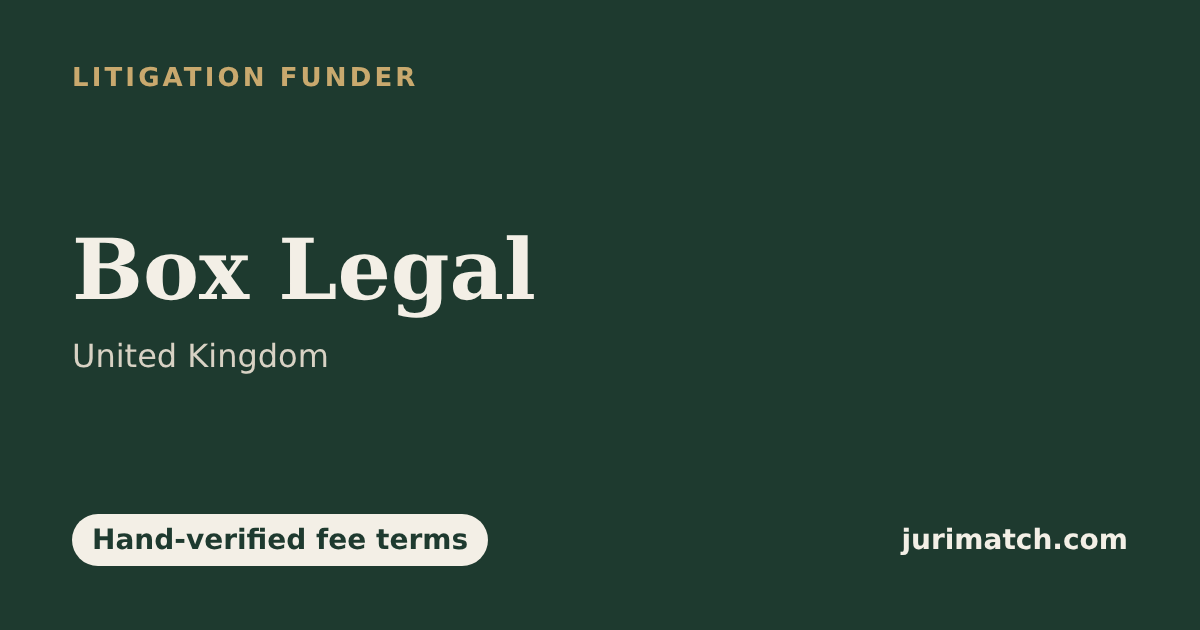 LITIGATION FUNDER
Box Legal
United Kingdom
Hand-verified fee terms
jurimatch.com